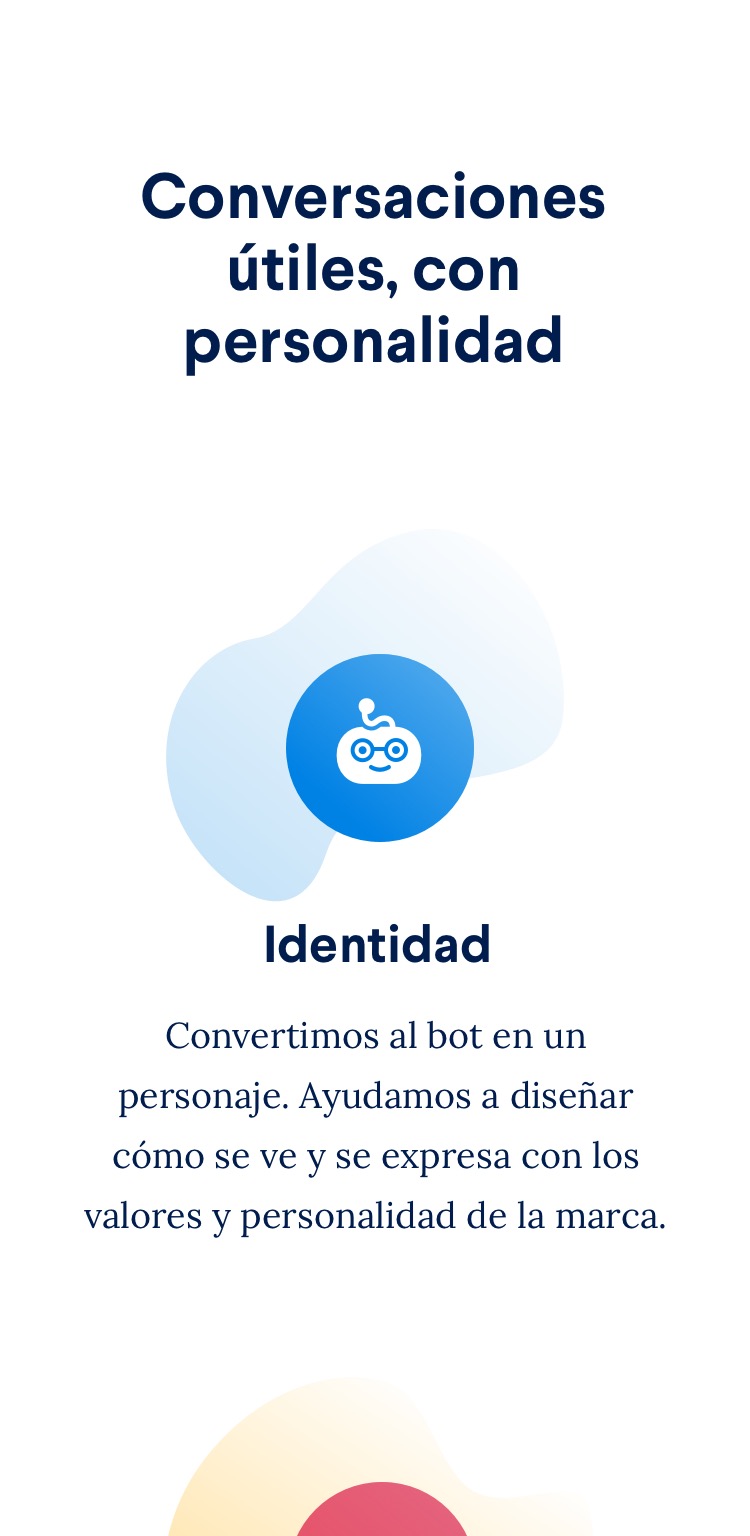 Conversaciones
útiles, con
personalidad
Identidad
Convertimos al bot en un
personaje. Ayudamos a diseñar
cómo se ve y se expresa con los
valores y personalidad de la marca.